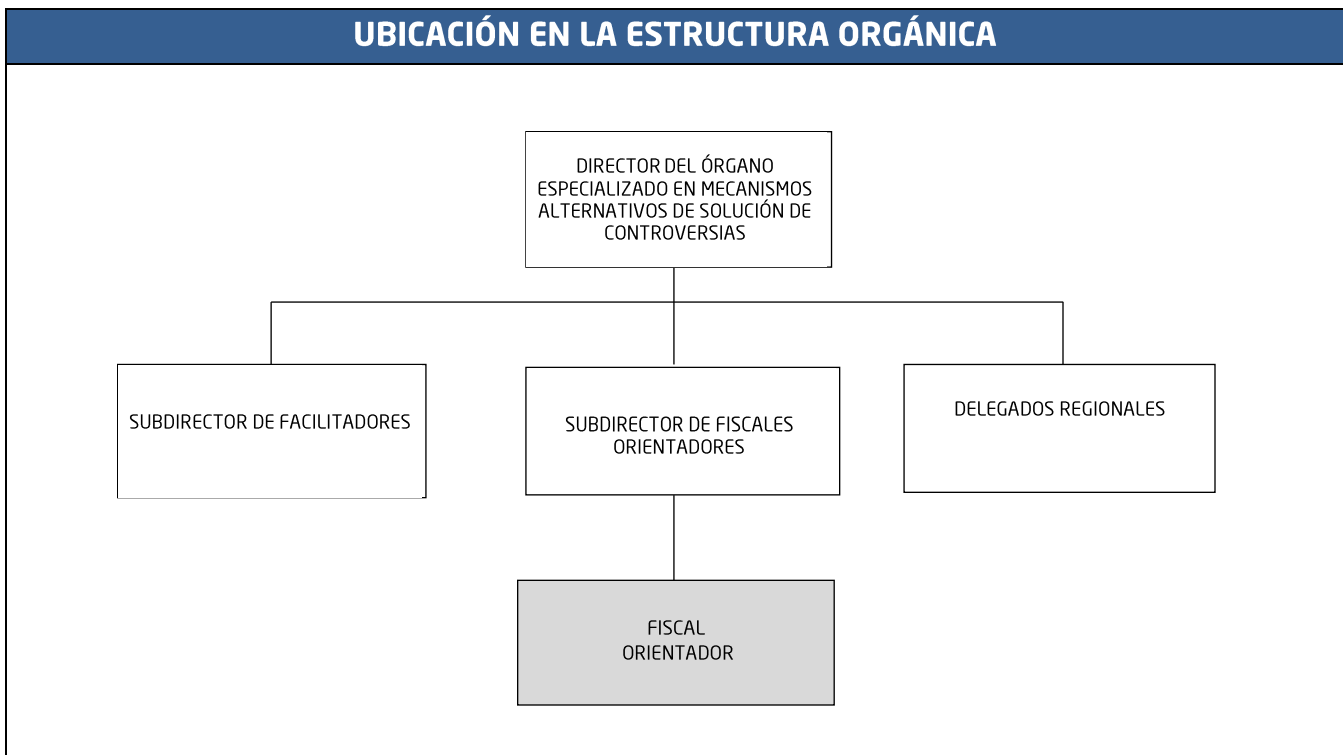 UBICACIÓN EN LA ESTRUCTURA ORGÁNICA
DIRECTOR DEL ÓRGANO
ESPECIALIZADO EN MECANISMOS
ALTERNATIVOS DE SOLUCIÓN DE
CONTROVERSIAS
SUBDIRECTOR DE FACILITADORES
SUBDIRECTOR DE FISCALES
ORIENTADORES
DELEGADOS REGIONALES
FISCAL
ORIENTADOR